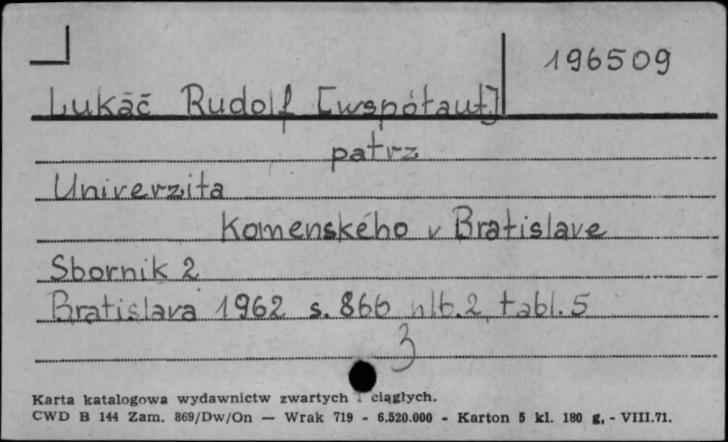 196509
Lukáč Rudolf [współaut]
patrz
Univerzita
Komenského v Bratislave
Sbornik 2
Bratislava 1962 s. 866 nlb. 2, tabl. 5
3
Karta katalogowa wydawnictw zwartych i ciągłych.
CWD B 144 Zam. 869/Dw/On — Wrak 719 - 6.520.000 - Karton 5 kl. 180 g. - VIII.71.